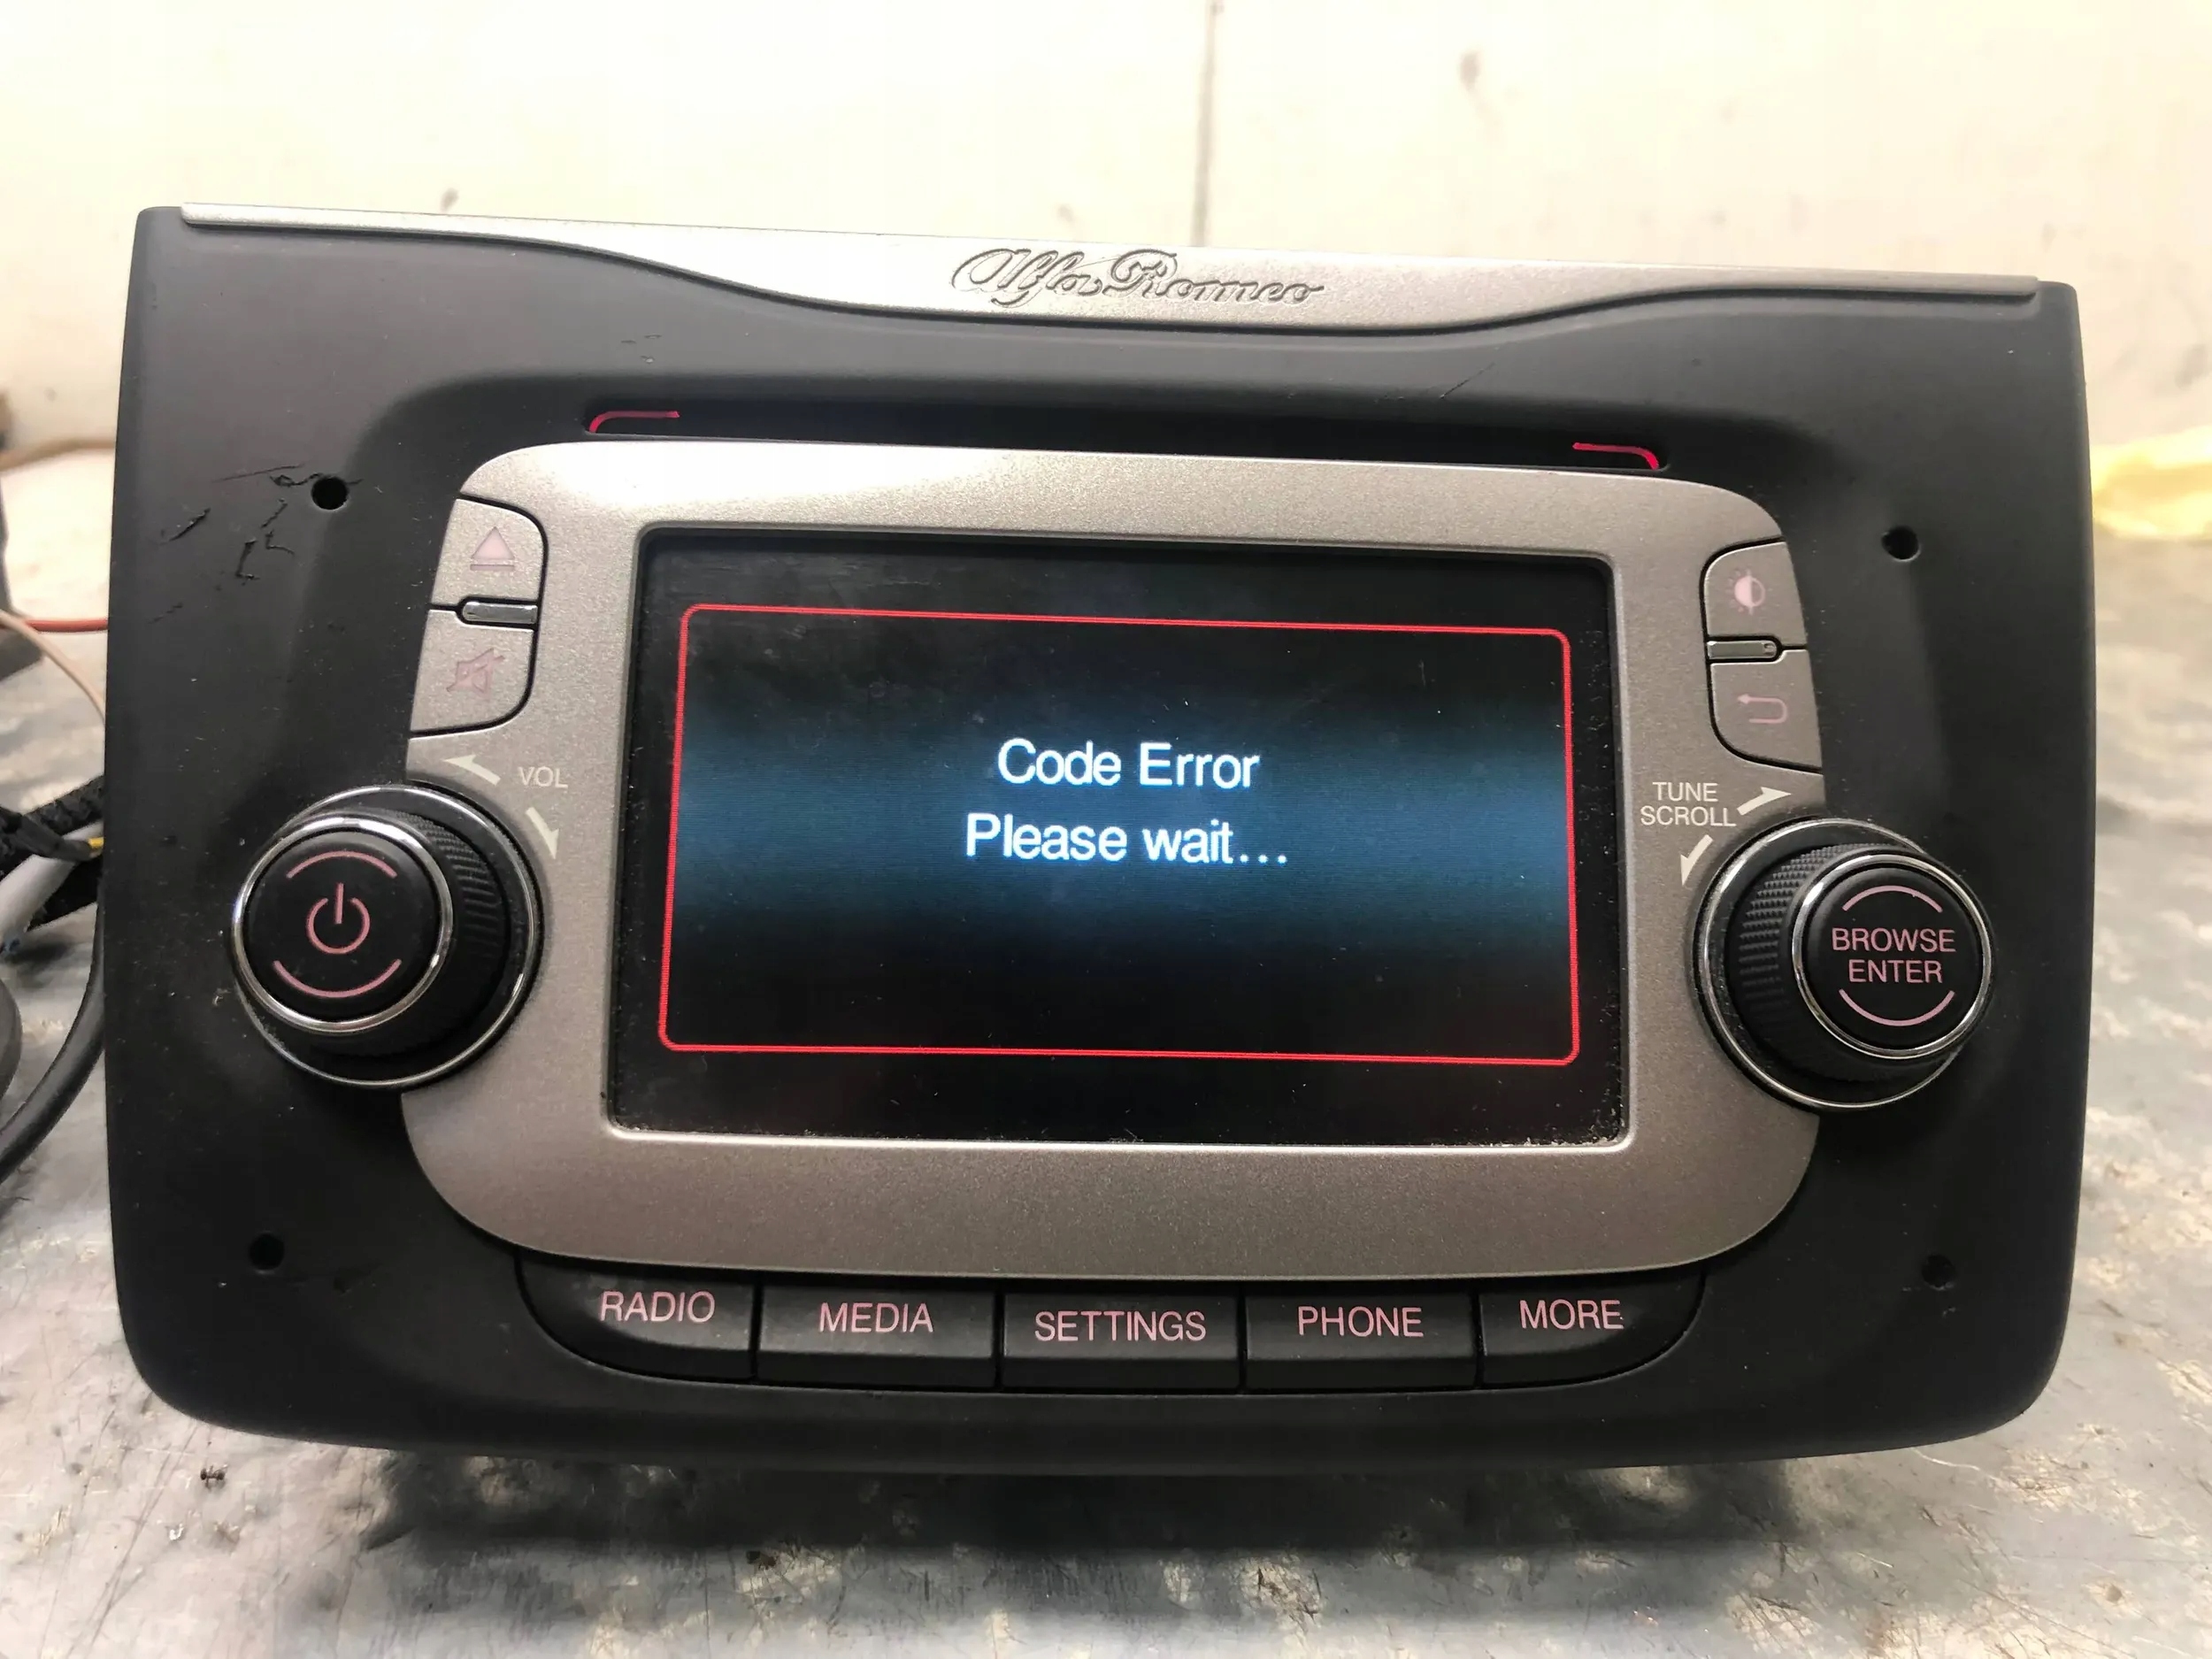 Alfa Romeo
VOL
Code Error
Please wait...
TUNE
SCROLL
BROWSE
ENTER
RADIO
MEDIA
SETTINGS
PHONE
MORE